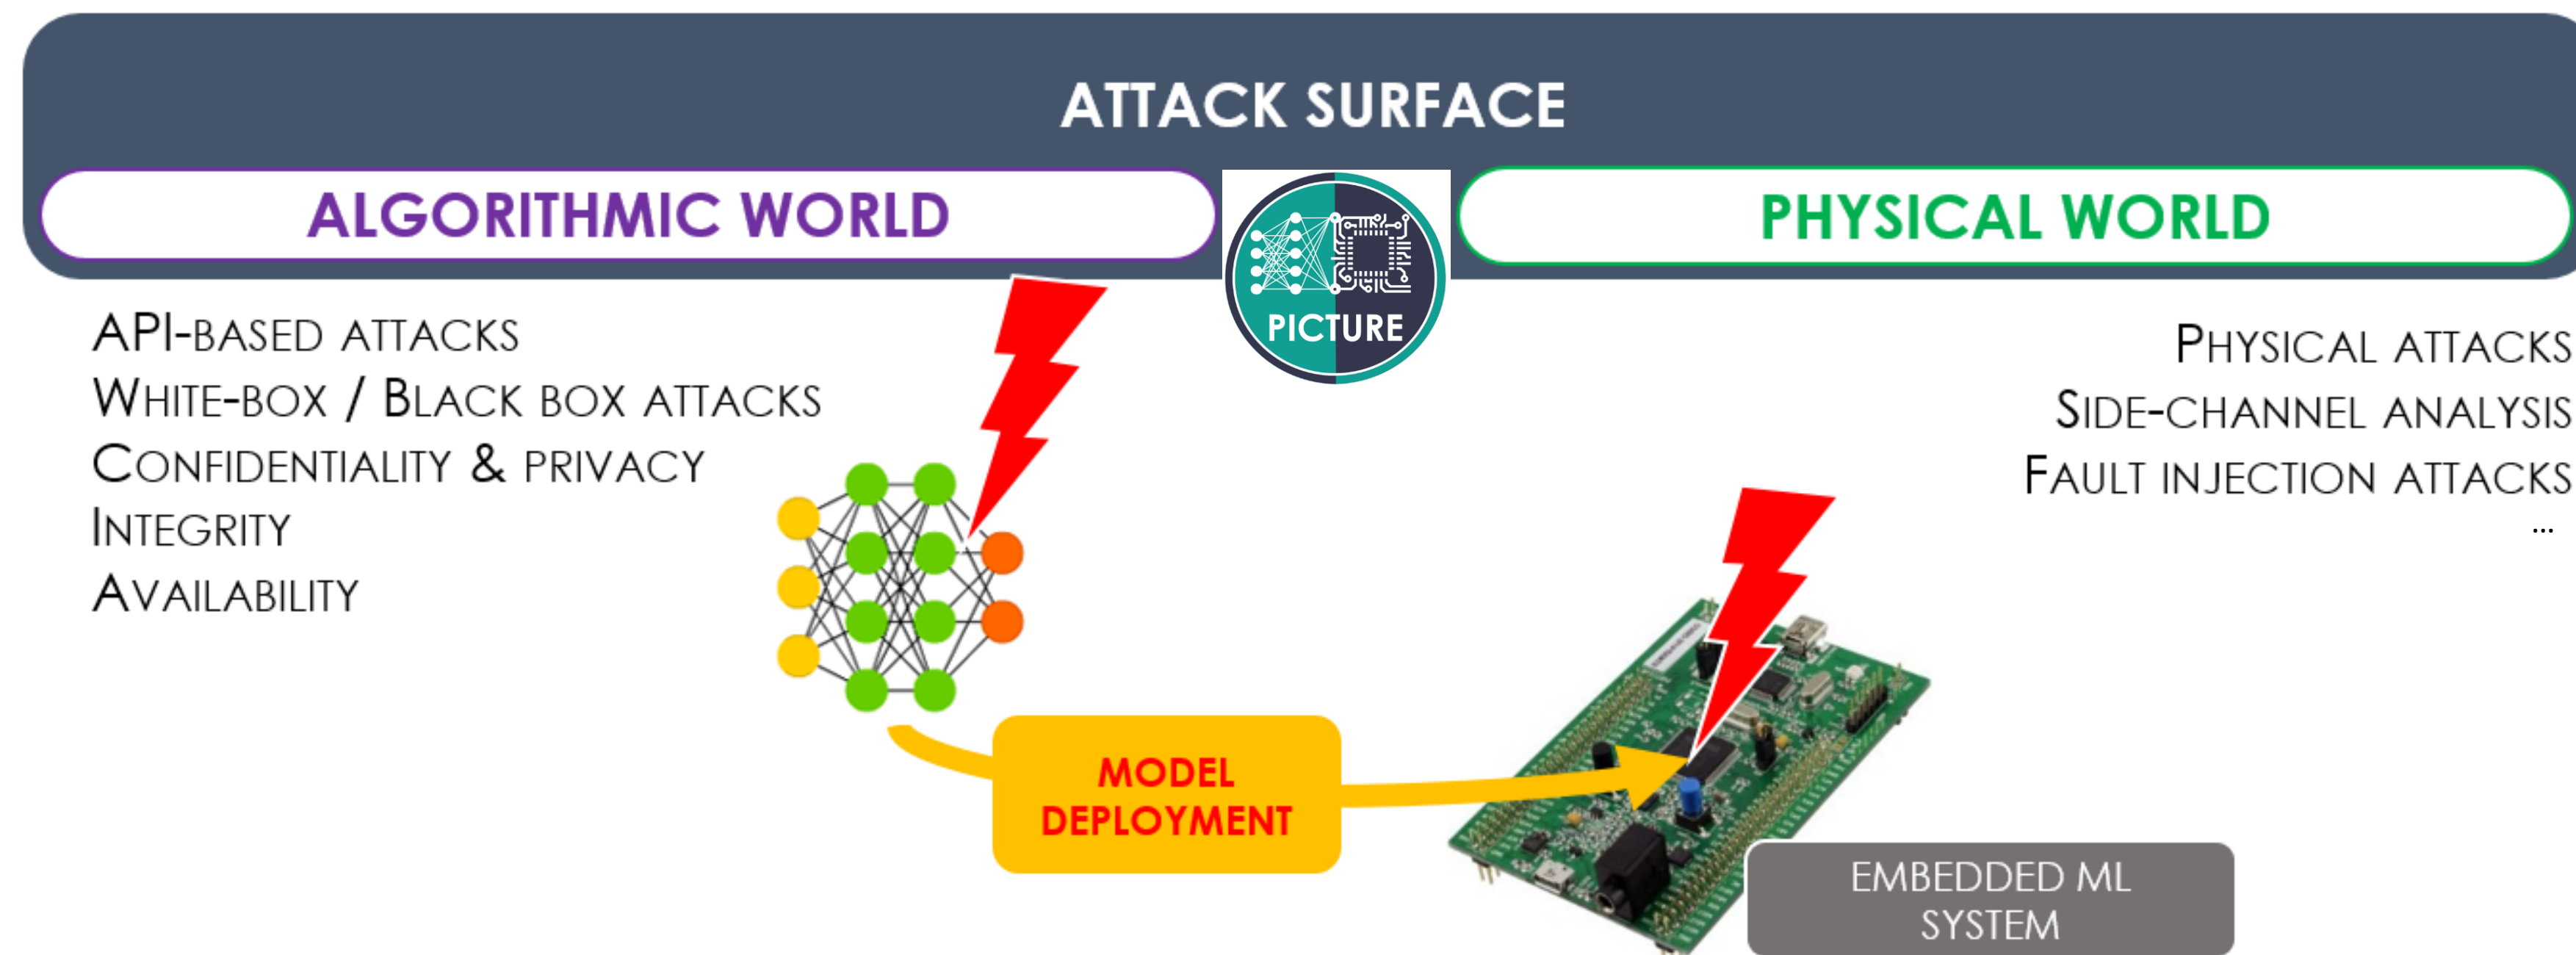 ATTACK SURFACE
ALGORITHMIC WORLD
PHYSICAL WORLD
PICTURE
API-BASED ATTACKS
WHITE-BOX / BLACK BOX ATTACKS
CONFIDENTIALITY & PRIVACY
INTEGRITY
AVAILABILITY
PHYSICAL ATTACKS
SIDE-CHANNEL ANALYSIS
FAULT INJECTION ATTACKS
...
MODEL
DEPLOYMENT
EMBEDDED ML
SYSTEM